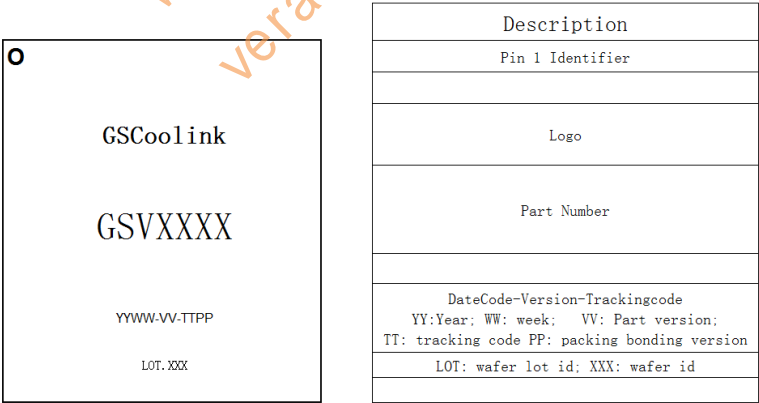 O
GSCoolink
GSVXXXX
YYWW-VV-TTPP
LOT.XXX
Description
Pin 1 Identifier
Logo
Part Number
DateCode-Version-Trackingcode
YY:Year; WW: week; VV: Part version;
TT: tracking code PP: packing bonding version
LOT: wafer lot id; XXX: wafer id